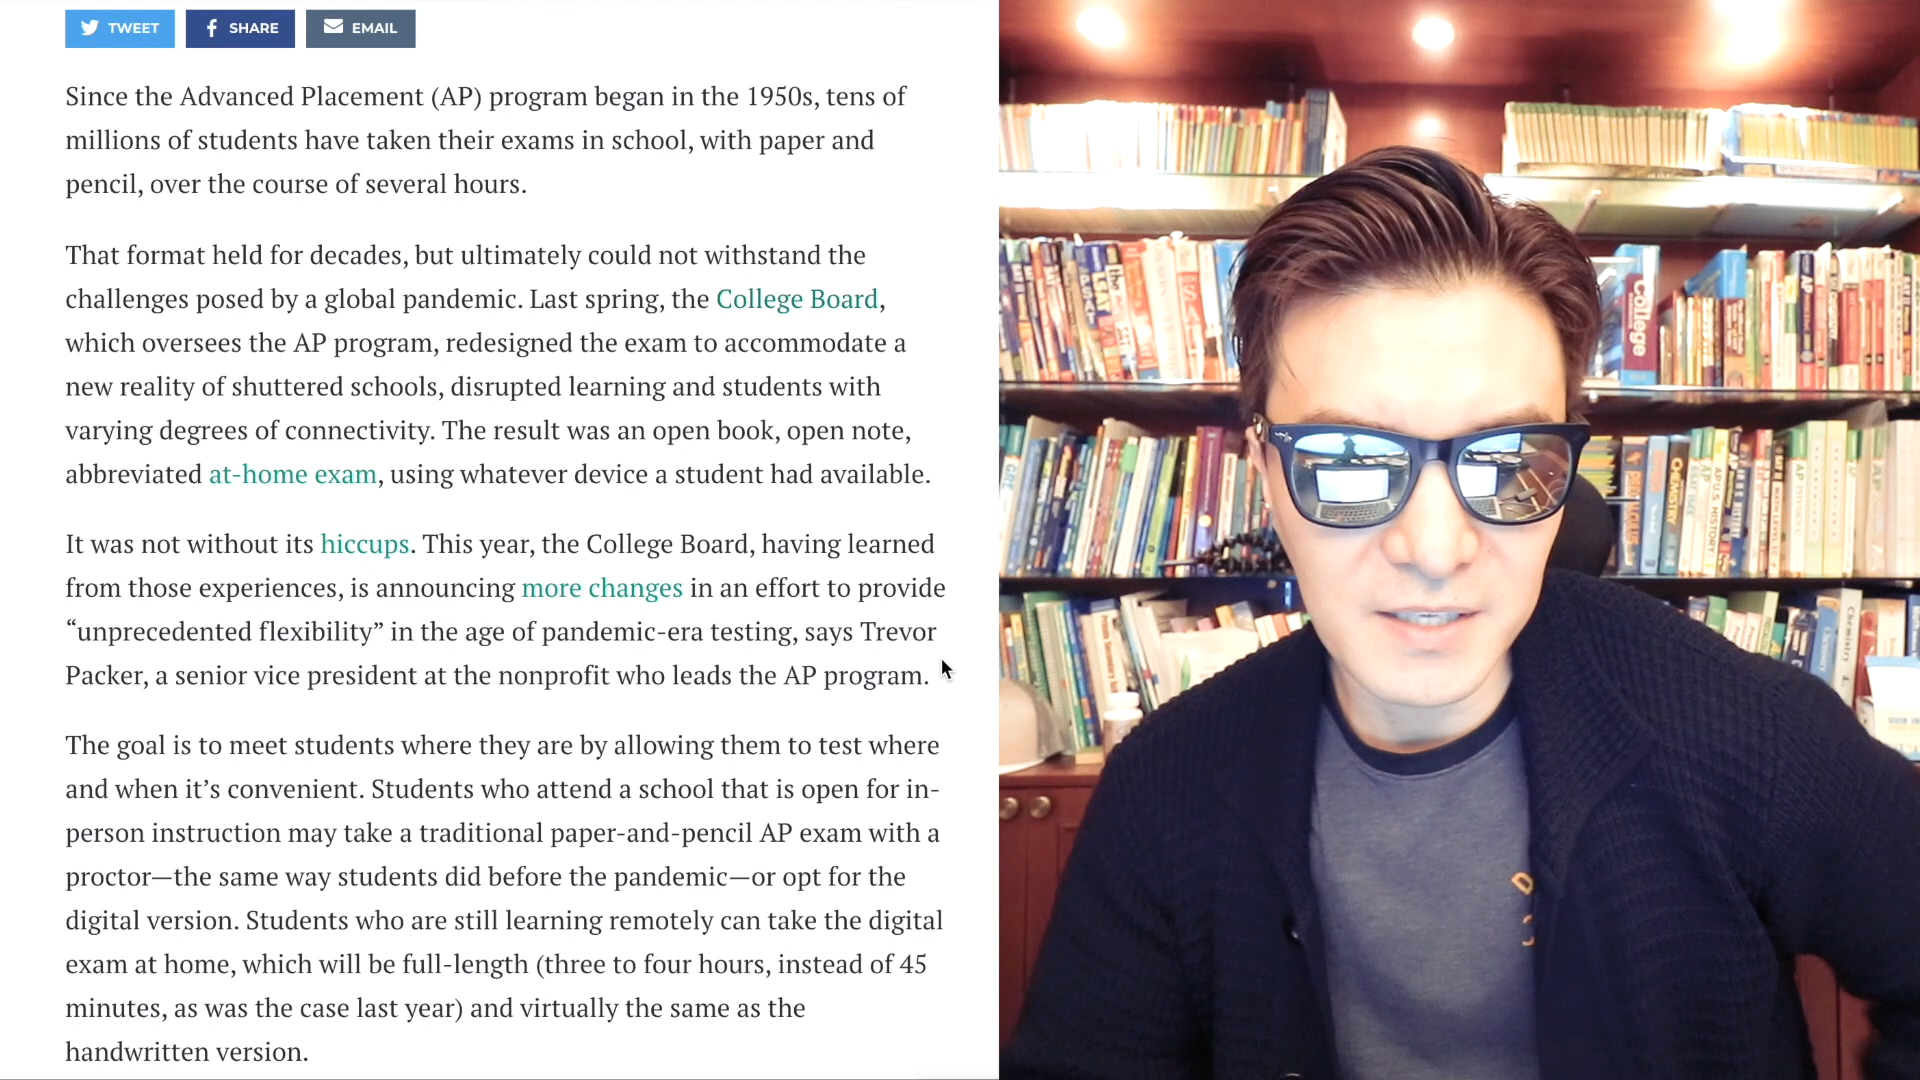 TWEET
SHARE
EMAIL
Since the Advanced Placement (AP) program began in the 1950s, tens of
millions of students have taken their exams in school, with paper and
pencil, over the course of several hours.
That format held for decades, but ultimately could not withstand the
challenges posed by a global pandemic. Last spring, the College Board,
which oversees the AP program, redesigned the exam to accommodate a
new reality of shuttered schools, disrupted learning and students with
varying degrees of connectivity. The result was an open book, open note,
abbreviated at-home exam, using whatever device a student had available.
It was not without its hiccups. This year, the College Board, having learned
from those experiences, is announcing more changes in an effort to provide
“unprecedented flexibility” in the age of pandemic-era testing, says Trevor
Packer, a senior vice president at the nonprofit who leads the AP program.
The goal is to meet students where they are by allowing them to test where
and when it’s convenient. Students who attend a school that is open for in-
person instruction may take a traditional paper-and-pencil AP exam with a
proctor—the same way students did before the pandemic—or opt for the
digital version. Students who are still learning remotely can take the digital
exam at home, which will be full-length (three to four hours, instead of 45
minutes, as was the case last year) and virtually the same as the
handwritten version.
College
AP
CHEMISTRY
AP U.S. HISTORY
AP
Chemistry